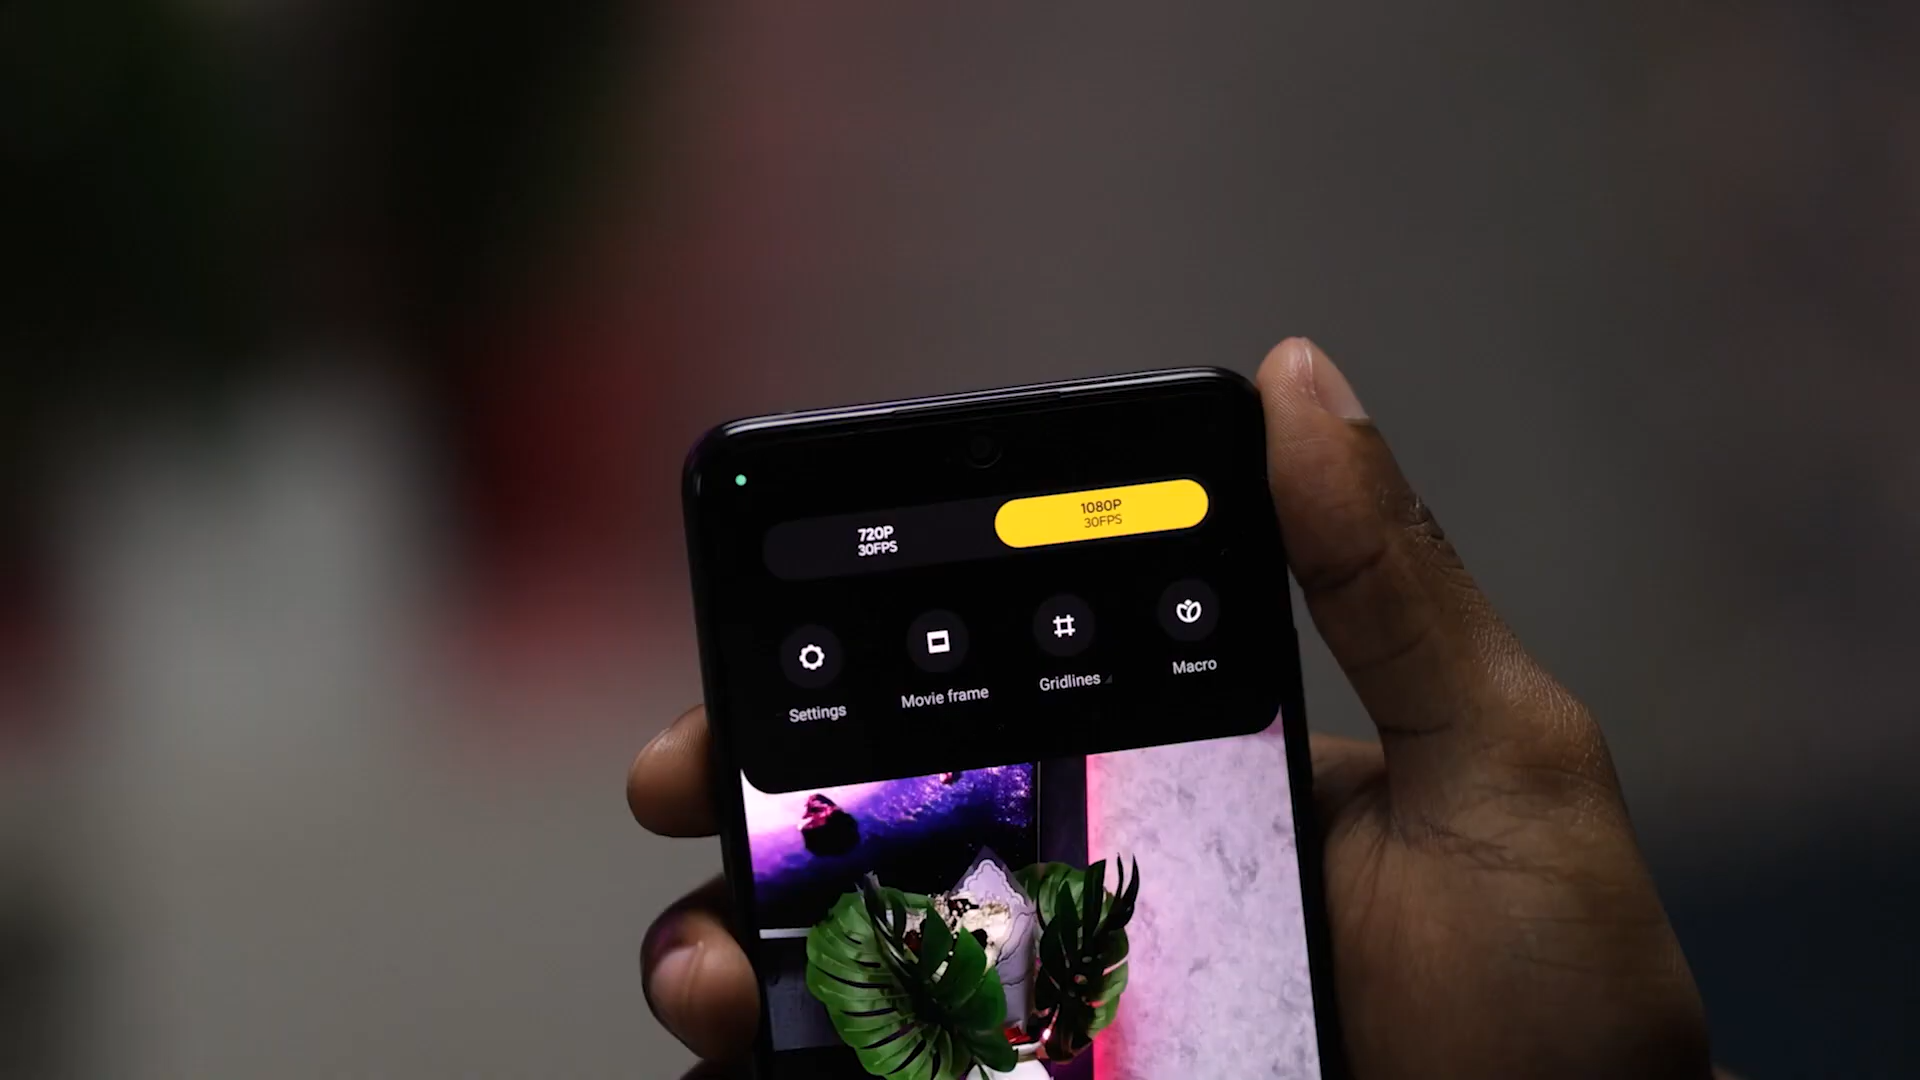 720P
30FPS
1080P
30FPS
Settings
Movie frame
Gridlines
Macro